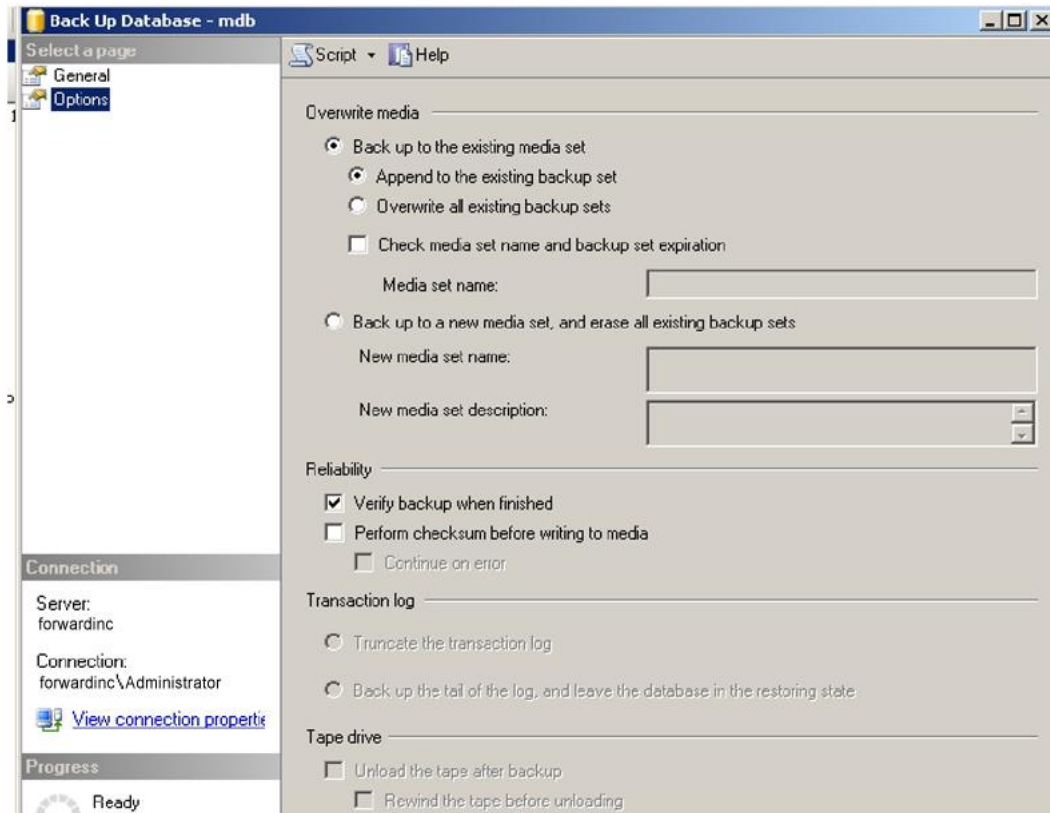 Back Up Database - mdb
Select a page
General
Options
Script
Help
Overwrite media
Back up to the existing media set
Append to the existing backup set
Overwrite all existing backup sets
Check media set name and backup set expiration
Media set name:
Back up to a new media set, and erase all existing backup sets
New media set name:
New media set description:
Reliability
Verify backup when finished
Perform checksum before writing to media
Continue on error
Transaction log
Truncate the transaction log
Back up the tail of the log, and leave the database in the restoring state
Tape drive
Unload the tape after backup
Rewind the tape before unloading
Connection
Server:
forwardinc
Connection:
forwardinc\Administrator
View connection
Progress
Ready